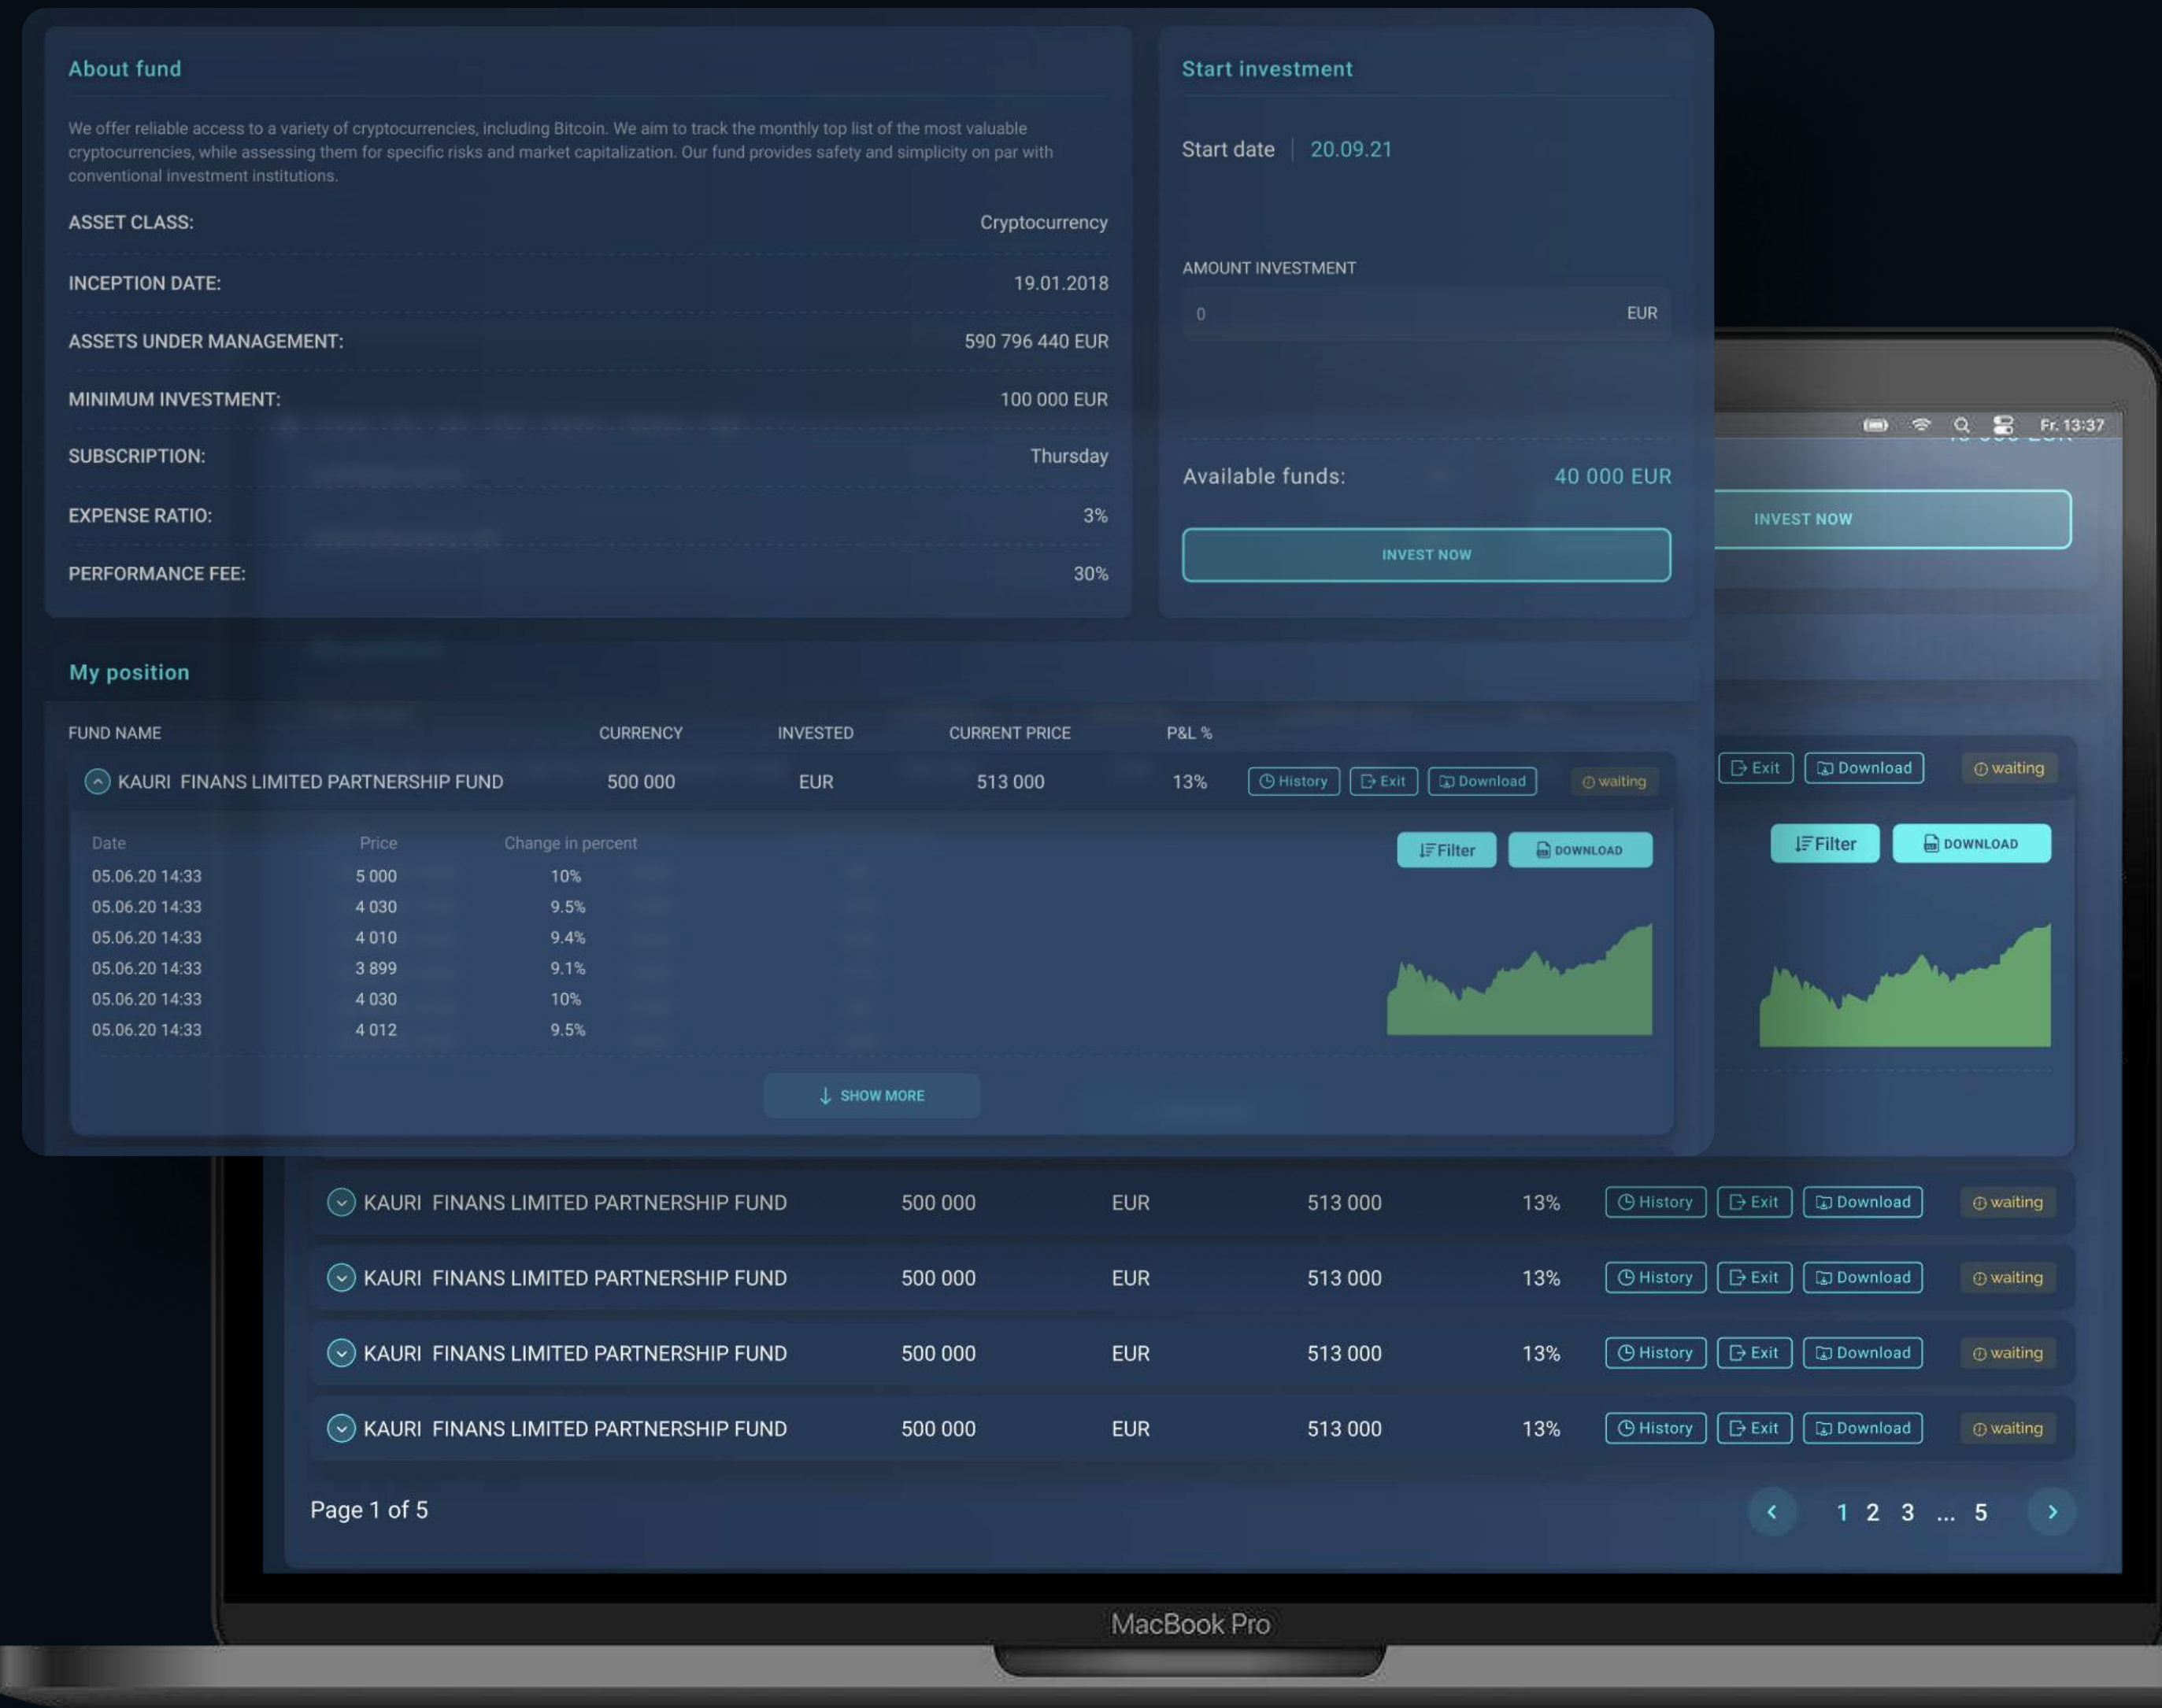 About fund
We offer reliable access to a variety of cryptocurrencies, including Bitcoin. We aim to track the monthly top list of the most valuable
cryptocurrencies, while assessing them for specific risks and market capitalization. Our fund provides safety and simplicity on par with
conventional investment institutions.
ASSET CLASS: Cryptocurrency
INCEPTION DATE: 19.01.2018
ASSETS UNDER MANAGEMENT: 590 796 440 EUR
MINIMUM INVESTMENT: 100 000 EUR
SUBSCRIPTION: Thursday
EXPENSE RATIO: 3%
PERFORMANCE FEE: 30%
Start investment
Start date 20.09.21
AMOUNT INVESTMENT
0 EUR
Available funds: 40 000 EUR
INVEST NOW
Fr. 13:37
INVEST NOW
My position
FUND NAME CURRENCY INVESTED CURRENT PRICE P&L %
KAURI FINANS LIMITED PARTNERSHIP FUND 500 000 EUR 513 000 13% History Exit Download waiting
Exit Download waiting
Date Price Change in percent
05.06.20 14:33 5 000 10%
05.06.20 14:33 4 030 9.5%
05.06.20 14:33 4 010 9.4%
05.06.20 14:33 3 899 9.1%
05.06.20 14:33 4 030 10%
05.06.20 14:33 4 012 9.5%
Filter DOWNLOAD
Filter DOWNLOAD
SHOW MORE
KAURI FINANS LIMITED PARTNERSHIP FUND 500 000 EUR 513 000 13% History Exit Download waiting
KAURI FINANS LIMITED PARTNERSHIP FUND 500 000 EUR 513 000 13% History Exit Download waiting
KAURI FINANS LIMITED PARTNERSHIP FUND 500 000 EUR 513 000 13% History Exit Download waiting
KAURI FINANS LIMITED PARTNERSHIP FUND 500 000 EUR 513 000 13% History Exit Download waiting
Page 1 of 5
1 2 3 ... 5
MacBook Pro